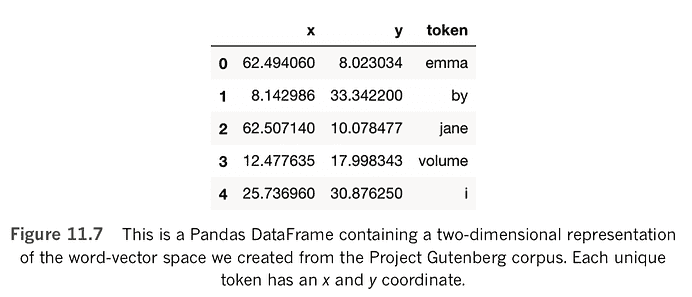 x y token
0 62.494060 8.023034 emma
1 8.142986 33.342200 by
2 62.507140 10.078477 jane
3 12.477635 17.998343 volume
4 25.736960 30.876250 i
Figure 11.7 This is a Pandas DataFrame containing a two-dimensional representation
of the word-vector space we created from the Project Gutenberg corpus. Each unique
token has an x and y coordinate.